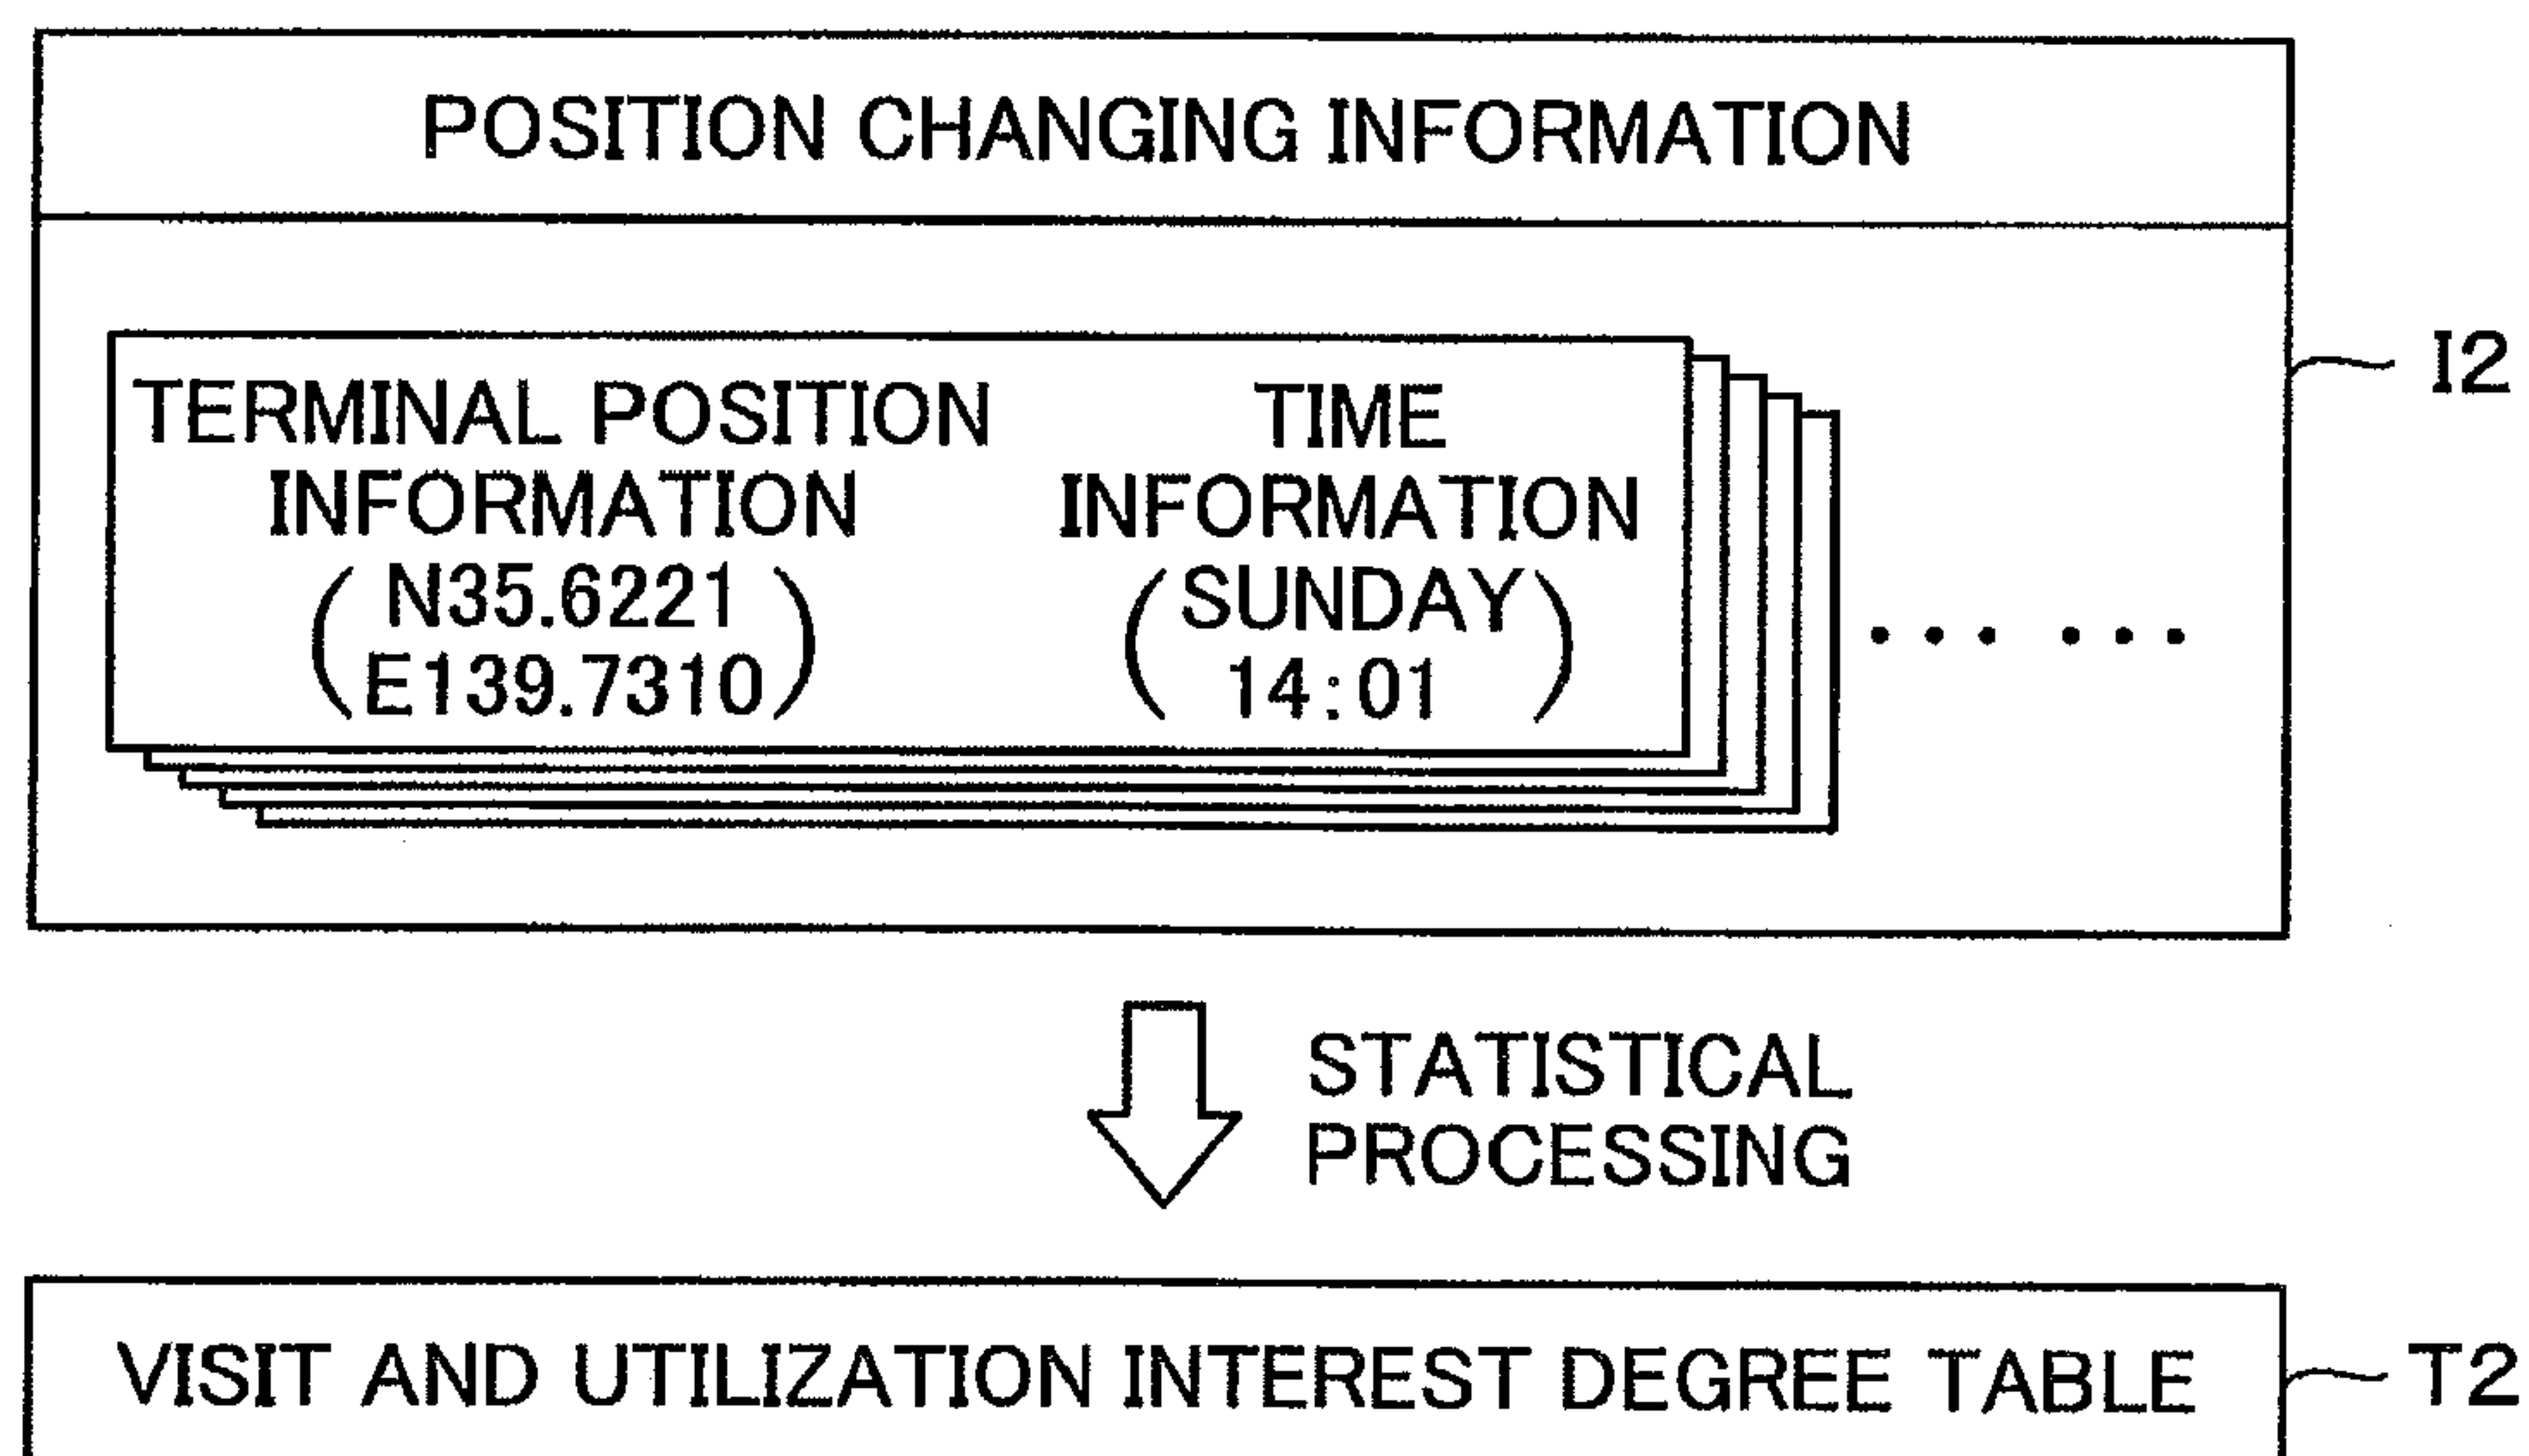 POSITION CHANGING INFORMATION
TERMINAL POSITION
INFORMATION
(N35.6221
E139.7310)
TIME
INFORMATION
(SUNDAY
14:01)
...  ...
I2
STATISTICAL
PROCESSING
VISIT AND UTILIZATION INTEREST DEGREE TABLE
T2